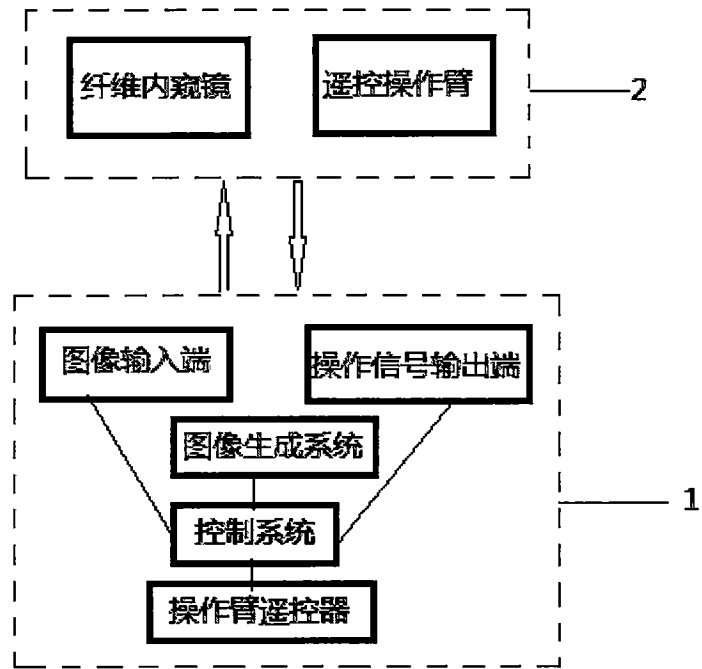 纤维内窥镜
遥控操作臂
2
图像输入端
操作信号输出端
图像生成系统
控制系统
1
操作臂遥控器